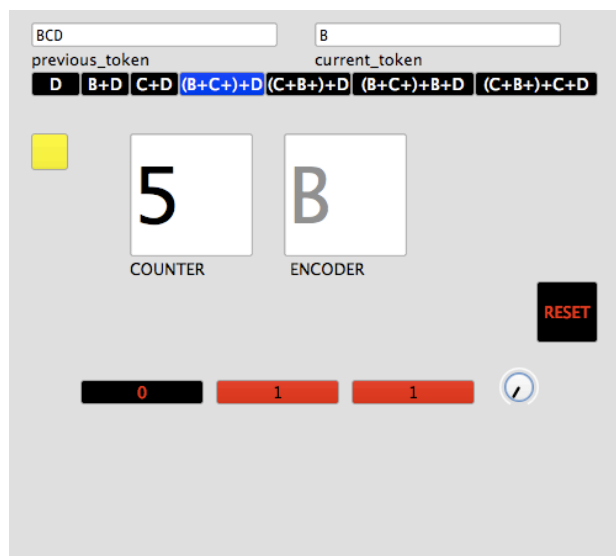 BCD B
previous_token current_token
D B+D C+D (B+C+)+D (C+B+)+D (B+C+)+B+D (C+B+)+C+D
5 B
COUNTER ENCODER
RESET
0 1 1